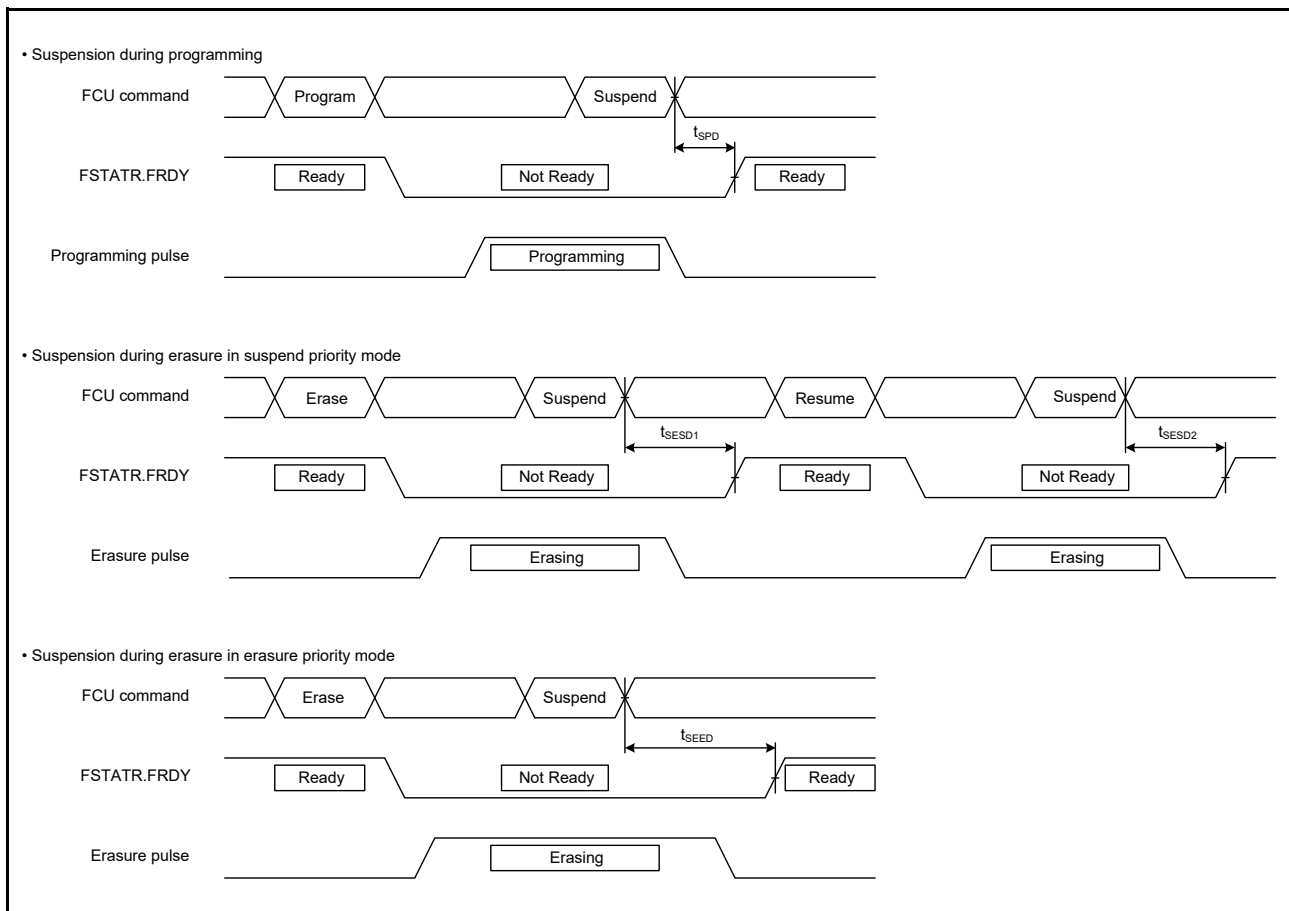 • Suspension during programming
FCU command Program Suspend
tSPD
FSTATR.FRDY Ready Not Ready Ready
Programming pulse Programming
• Suspension during erasure in suspend priority mode
FCU command Erase Suspend Resume Suspend
tSESD1 tSESD2
FSTATR.FRDY Ready Not Ready Ready Not Ready
Erasure pulse Erasing Erasing
• Suspension during erasure in erasure priority mode
FCU command Erase Suspend
tSEED
FSTATR.FRDY Ready Not Ready Ready
Erasure pulse Erasing